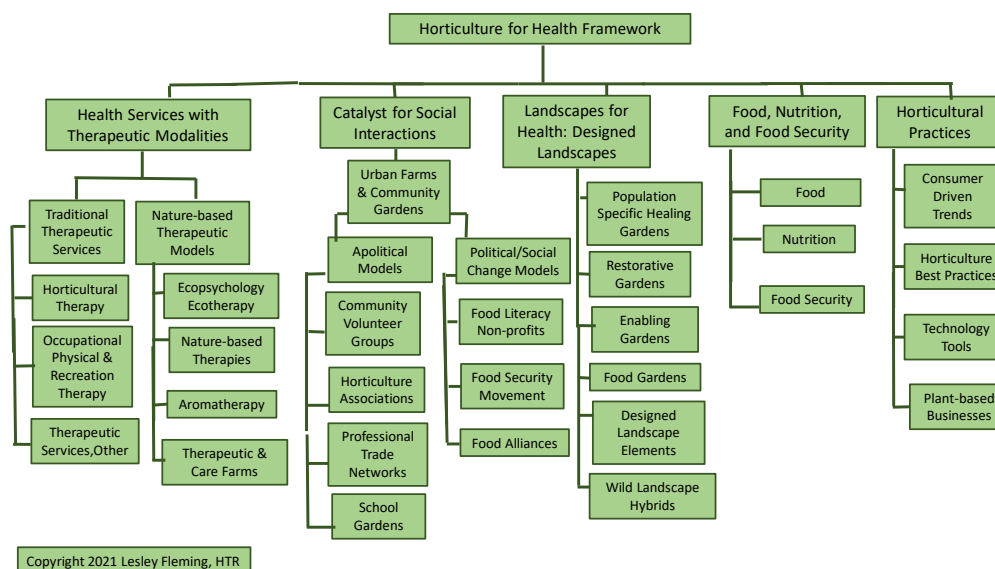 Horticulture for Health Framework
Health Services with
Therapeutic Modalities
Traditional
Therapeutic
Services
Horticultural
Therapy
Occupational
Physical &
Recreation
Therapy
Therapeutic
Services,Other
Nature-based
Therapeutic
Models
Ecopsychology
Ecotherapy
Nature-based
Therapies
Aromatherapy
Therapeutic &
Care Farms
Catalyst for Social
Interactions
Urban Farms
& Community
Gardens
Apolitical
Models
Community
Volunteer
Groups
Horticulture
Associations
Professional
Trade
Networks
School
Gardens
Political/Social
Change Models
Food Literacy
Non-profits
Food Security
Movement
Food Alliances
Landscapes for
Health: Designed
Landscapes
Population
Specific Healing
Gardens
Restorative
Gardens
Enabling
Gardens
Food Gardens
Designed
Landscape
Elements
Wild Landscape
Hybrids
Food, Nutrition,
and Food Security
Food
Nutrition
Food Security
Horticultural
Practices
Consumer
Driven
Trends
Horticulture
Best Practices
Technology
Tools
Plant-based
Businesses
Copyright 2021 Lesley Fleming, HTR